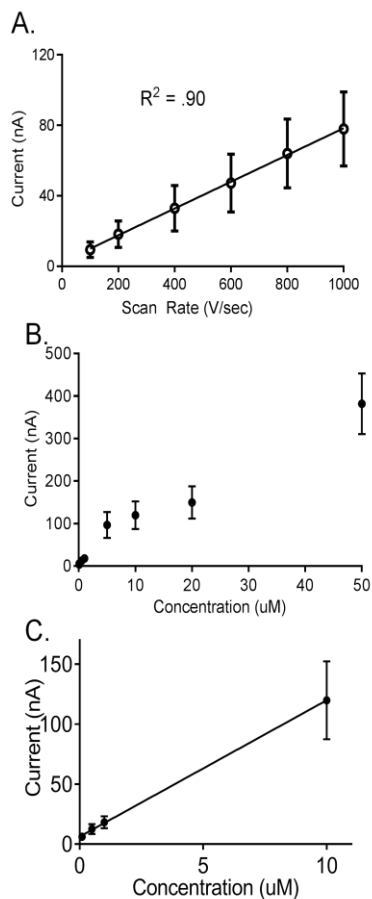 A.
120
80
40
0
Current (nA)
R² = .90
0 200 400 600 800 1000
Scan Rate (V/sec)
B.
500
400
300
200
100
0
Current (nA)
0 10 20 30 40 50
Concentration (uM)
C.
150
100
50
0
Current (nA)
0 5 10
Concentration (uM)